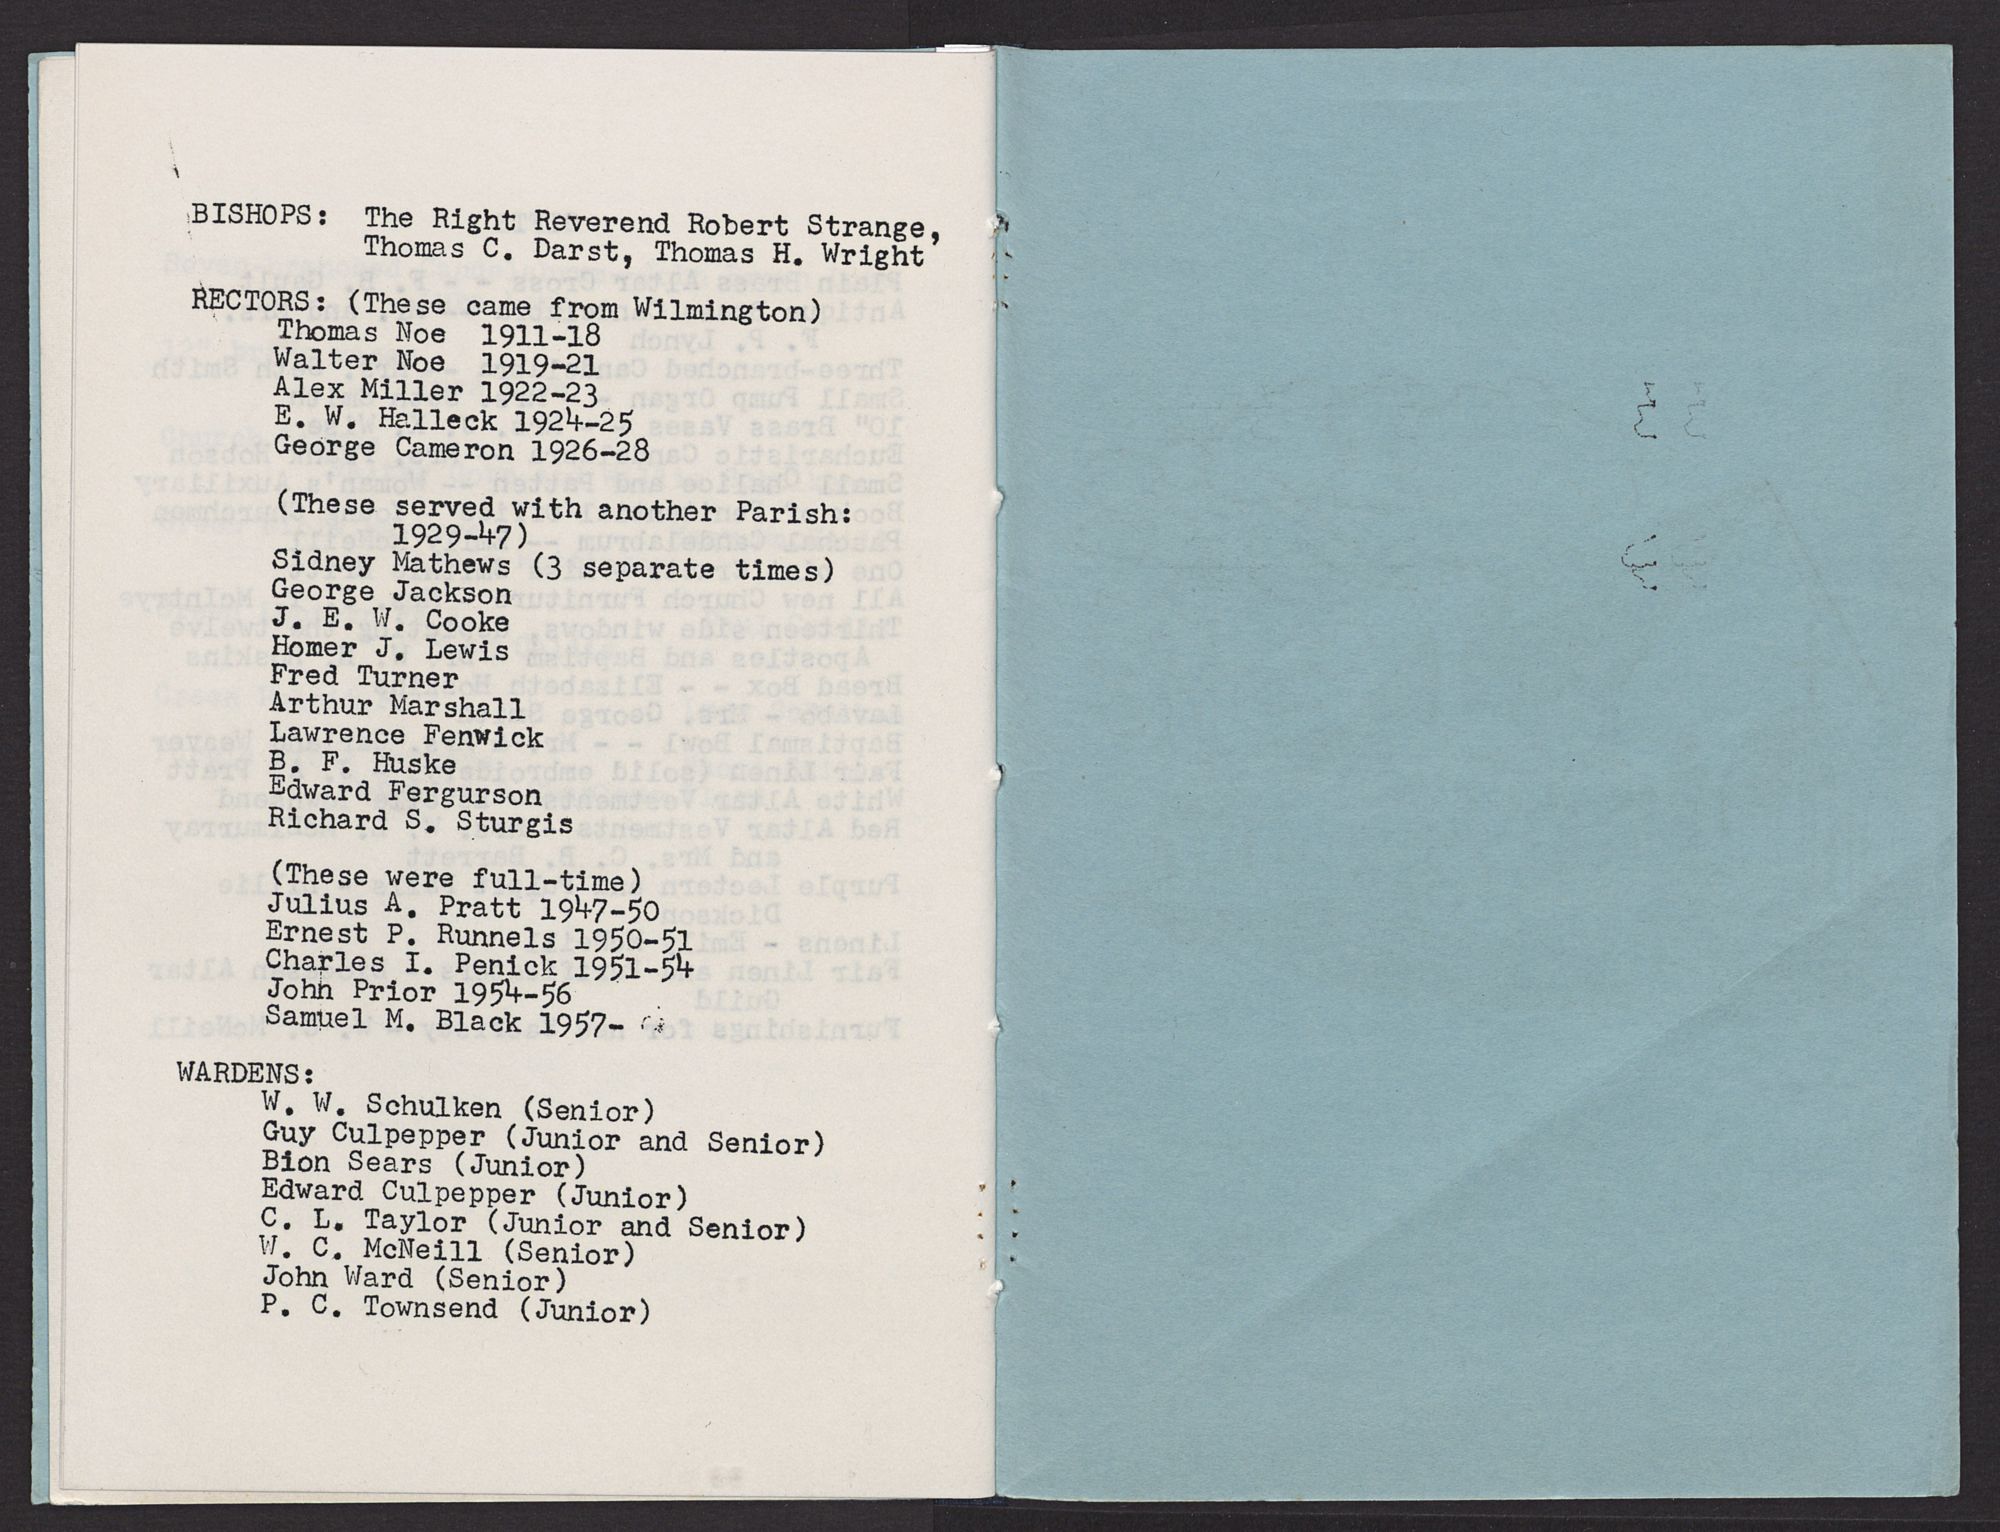 BISHOPS: The Right Reverend Robert Strange,
Thomas C. Darst, Thomas H. Wright
RECTORS: (These came from Wilmington)
Thomas Noe 1911-18
Walter Noe 1919-21
Alex Miller 1922-23
E. W. Halleck 1924-25
George Cameron 1926-28
(These served with another Parish:
1929-47)
Sidney Mathews (3 separate times)
George Jackson
J. E. W. Cooke
Homer J. Lewis
Fred Turner
Arthur Marshall
Lawrence Fenwick
B. F. Huske
Edward Fergurson
Richard S. Sturgis
(These were full-time)
Julius A. Pratt 1947-50
Ernest P. Runnels 1950-51
Charles I. Penick 1951-54
John Prior 1954-56
Samuel M. Black 1957-
WARDENS:
W. W. Schulken (Senior)
Guy Culpepper (Junior and Senior)
Bion Sears (Junior)
Edward Culpepper (Junior)
C. L. Taylor (Junior and Senior)
W. C. McNeill (Senior)
John Ward (Senior)
P. C. Townsend (Junior)